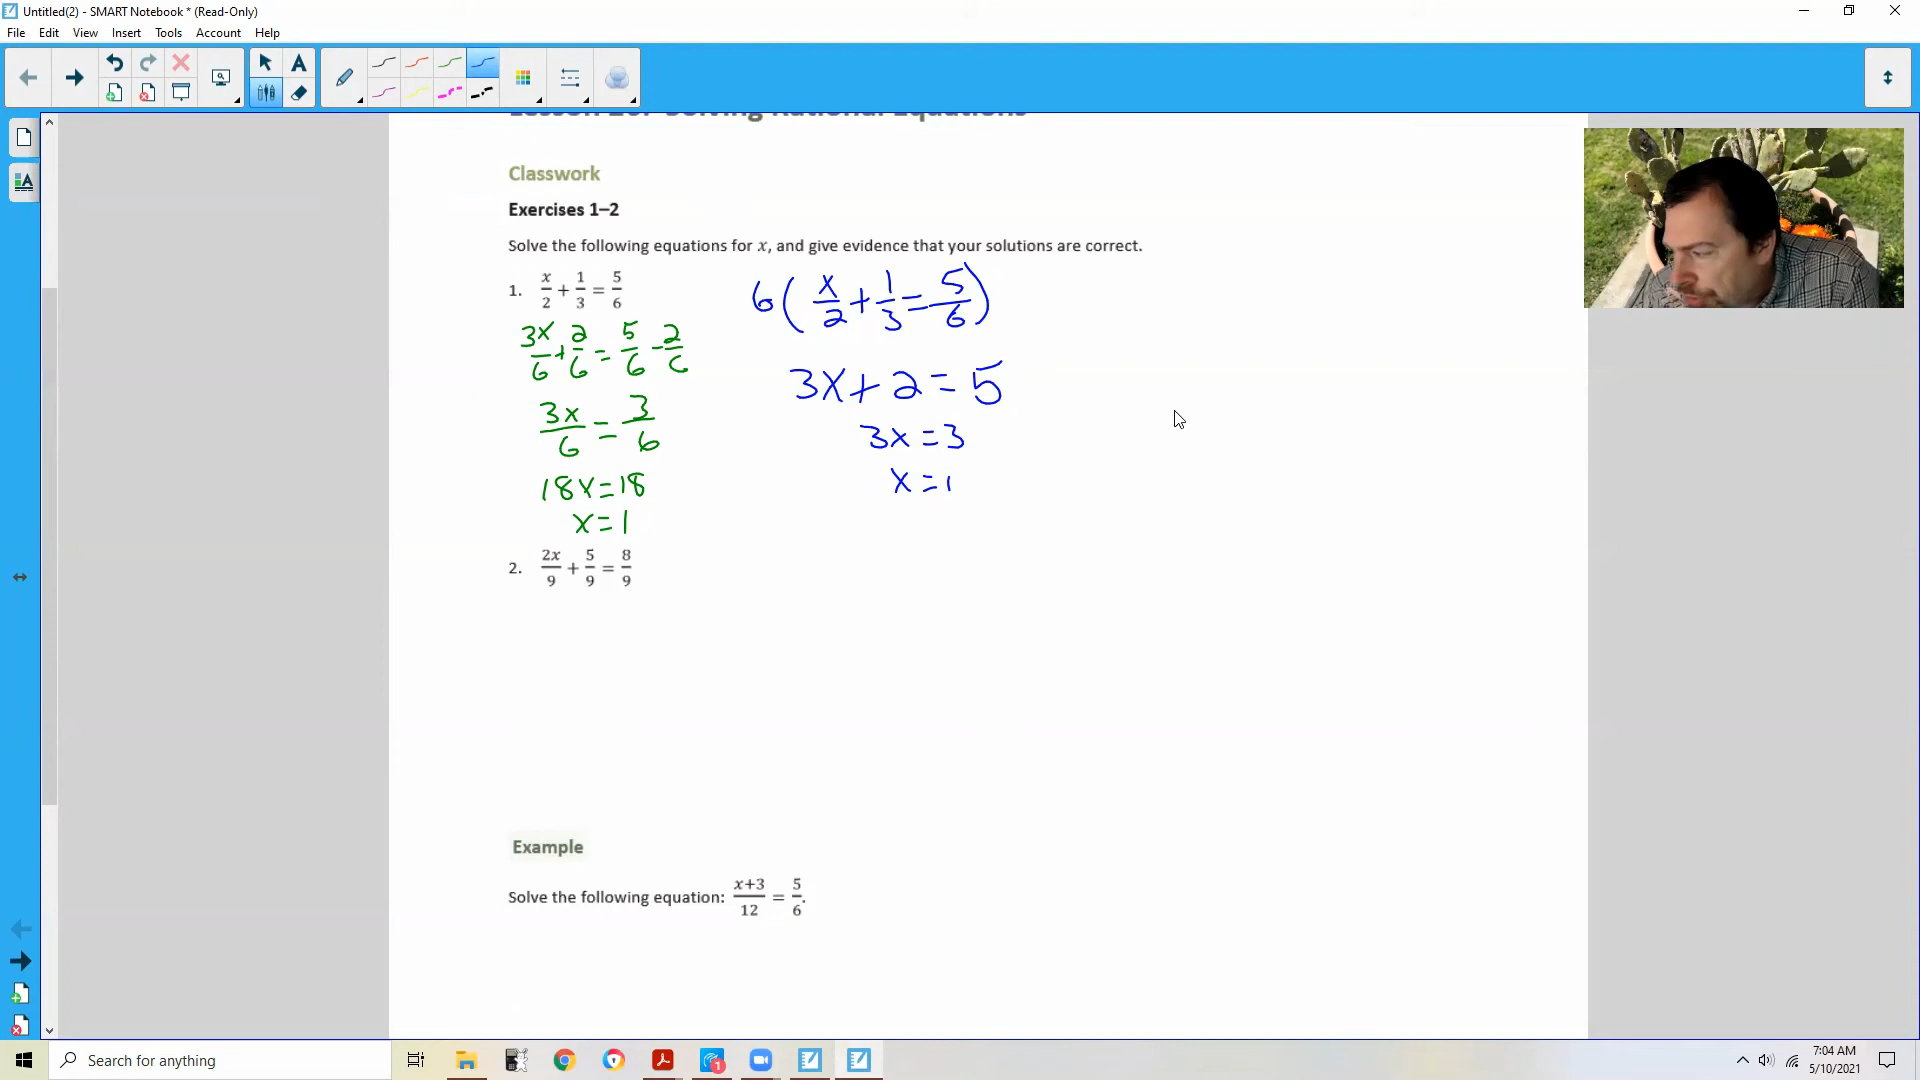 Untitled(2) - SMART Notebook * (Read-Only)
File Edit View Insert Tools Account Help
Solving Rational Equations
Classwork
Exercises 1–2
Solve the following equations for x, and give evidence that your solutions are correct.
1. x/2 + 1/3 = 5/6
6( x/2 + 1/3 = 5/6 )
3x/6 + 2/6 = 5/6 - 2/6
3x + 2 = 5
3x/6 = 3/6
3x = 3
18x = 18
x = 1
x = 1
2. 2x/9 + 5/9 = 8/9
Example
Solve the following equation: x+3/12 = 5/6.
Search for anything
1
7:04 AM
5/10/2021